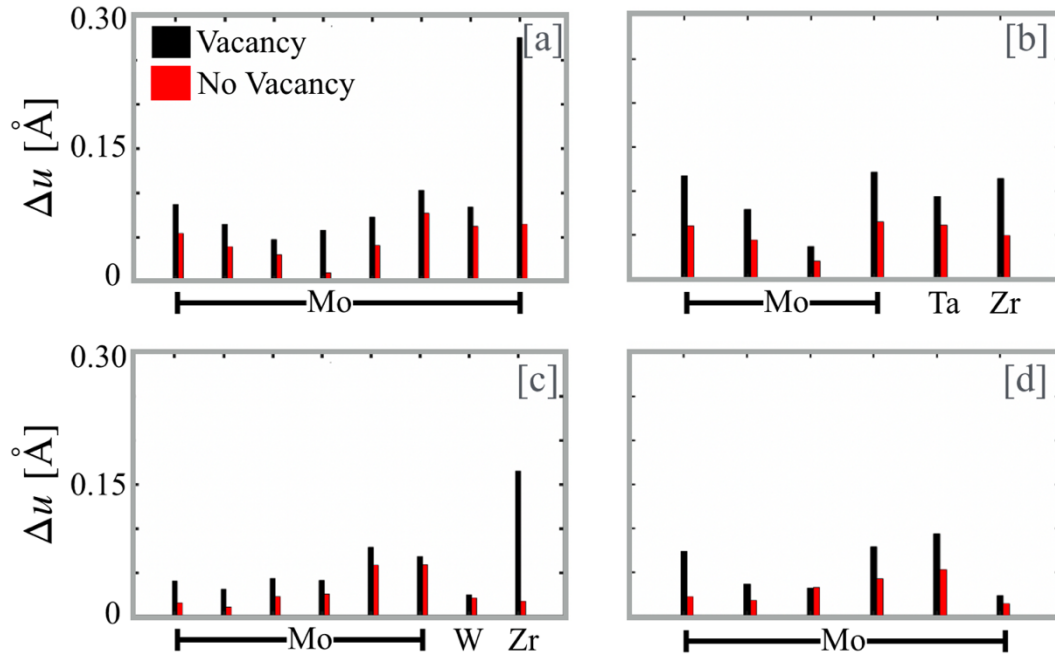 0.30
Vacancy
No Vacancy
[a]
0.15
Δu [Å]
0
Mo
[b]
Mo Ta Zr
0.30
[c]
0.15
Δu [Å]
0
Mo W Zr
[d]
Mo